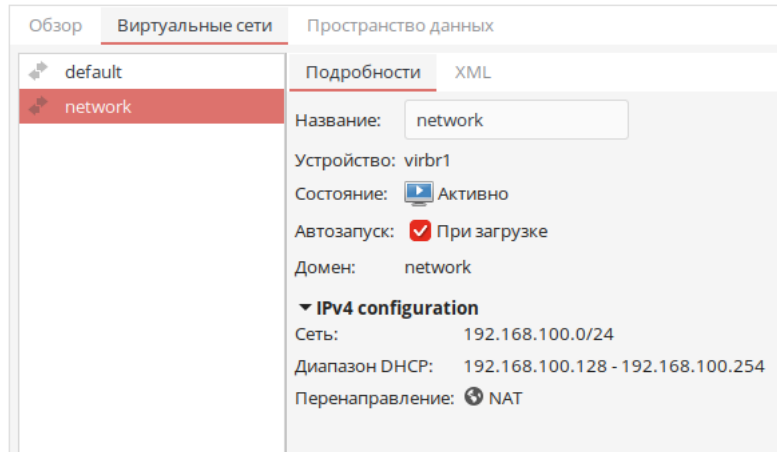 Обзор Виртуальные сети Пространство данных
default
network
Подробности XML
Название: network
Устройство: virbr1
Состояние: Активно
Автозапуск: При загрузке
Домен: network
IPv4 configuration
Сеть: 192.168.100.0/24
Диапазон DHCP: 192.168.100.128 - 192.168.100.254
Перенаправление: NAT